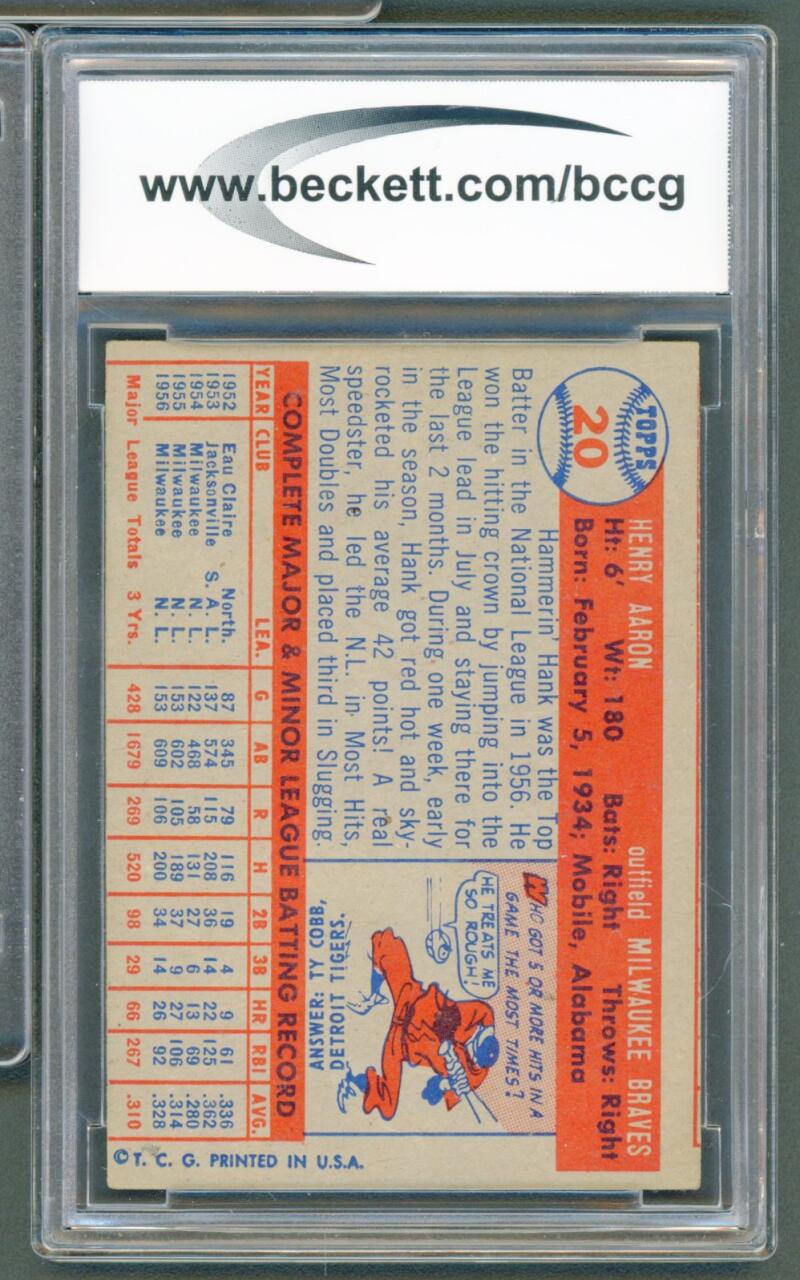 www.beckett.com/bccg
TOPPS
20
HENRY AARON outfield MILWAUKEE BRAVES
Ht: 6' Wt: 180 Bats: Right Throws: Right
Born: February 5, 1934; Mobile, Alabama
Hammerin' Hank was the Top
Batter in the National League in 1956. He
won the hitting crown by jumping into the
League lead in July and staying there for
the last 2 months. During one week, early
in the season, Hank got red hot and sky-
rocketed his average 42 points! A real
speedster, he led the N.L. in Most Hits,
Most Doubles and placed third in Slugging.
WHO GOT 5 OR MORE HITS IN A
GAME THE MOST TIMES?
HE TREATS ME
SO ROUGH!
ANSWER: TY COBB,
DETROIT TIGERS.
COMPLETE MAJOR & MINOR LEAGUE BATTING RECORD
YEAR CLUB LEA. G AB R H 2B 3B HR RBI AVG.
1952 Eau Claire North. 87 345 79 116 19 4 9 61 .336
1953 Jacksonville S. A. L. 137 574 115 208 36 14 22 125 .362
1954 Milwaukee N. L. 122 468 58 131 27 6 13 69 .280
1955 Milwaukee N. L. 153 602 105 189 37 9 27 106 .314
1956 Milwaukee N. L. 153 609 106 200 34 14 26 92 .328
Major League Totals 3 Yrs. 428 1679 269 520 98 29 66 267 .310
© T. C. G. PRINTED IN U.S.A.